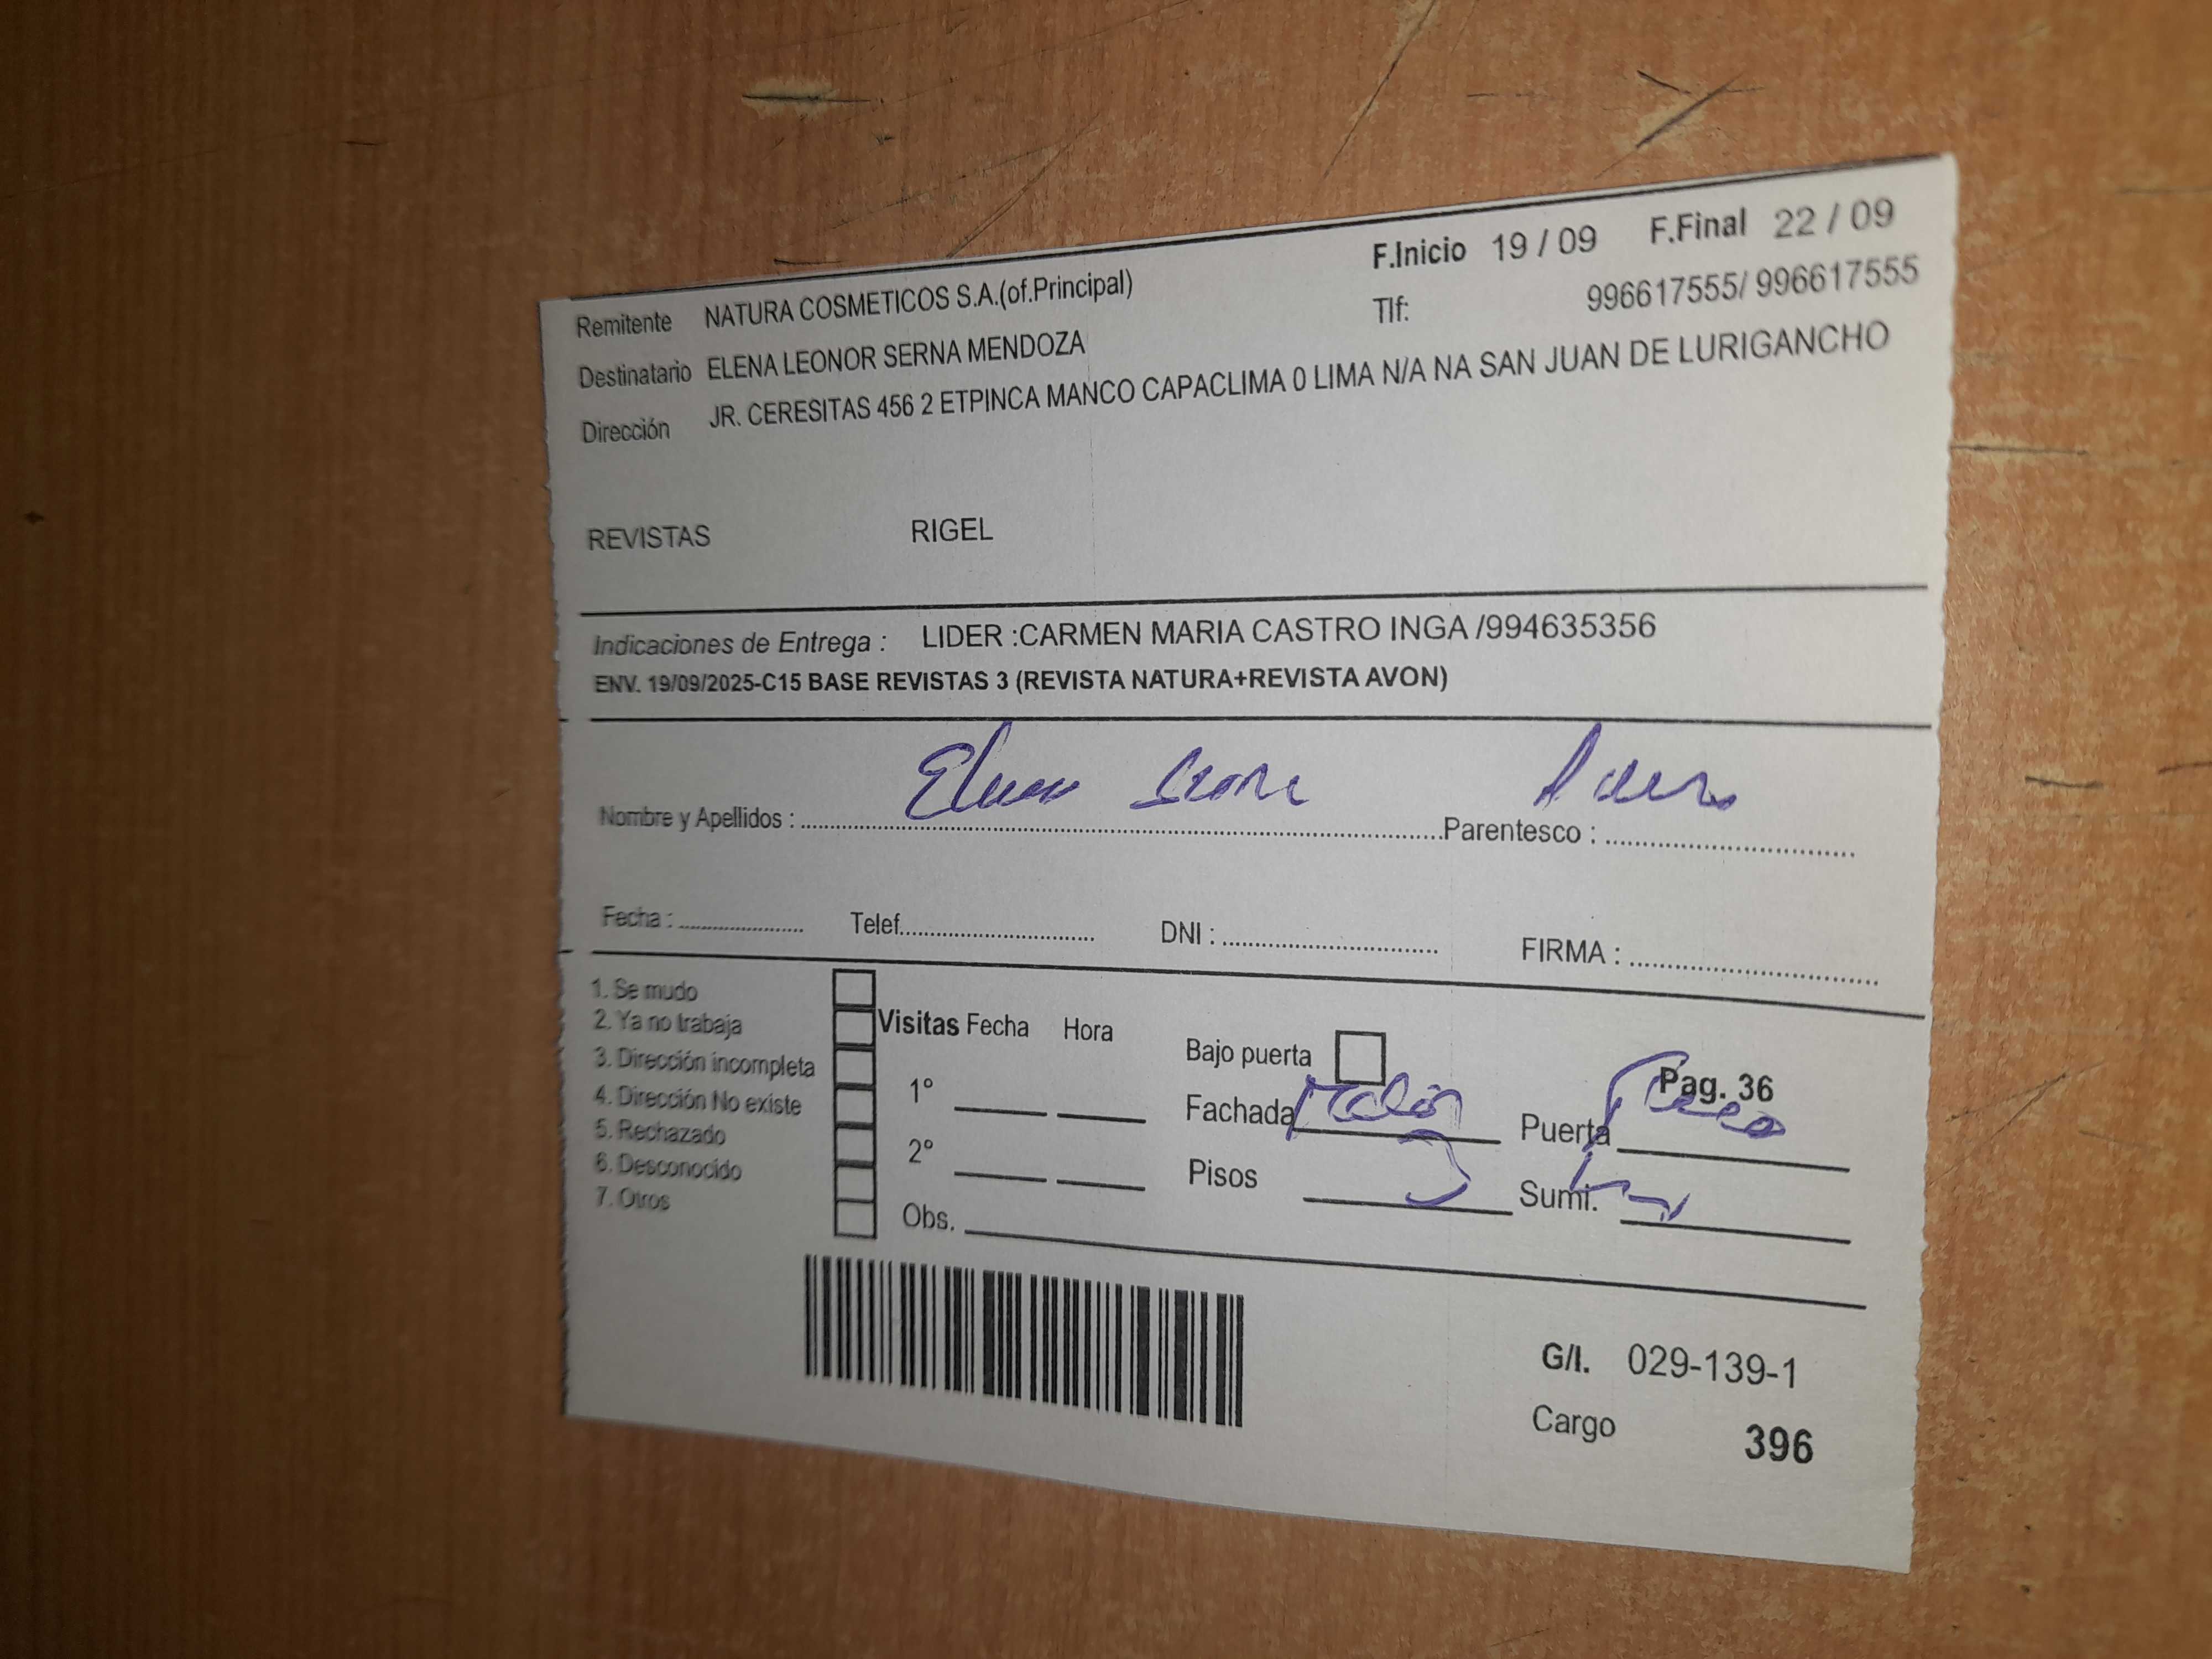 F.Inicio 19 / 09 F.Final 22 / 09
Remitente NATURA COSMETICOS S.A.(of.Principal) Tlf: 996617555/ 996617555
Destinatario ELENA LEONOR SERNA MENDOZA
Dirección JR. CERESITAS 456 2 ETPINCA MANCO CAPACLIMA 0 LIMA N/A NA SAN JUAN DE LURIGANCHO
REVISTAS RIGEL
Indicaciones de Entrega : LIDER :CARMEN MARIA CASTRO INGA /994635356
ENV. 19/09/2025-C15 BASE REVISTAS 3 (REVISTA NATURA+REVISTA AVON)
Nombre y Apellidos : Elena Parentesco :
Fecha : Telef. DNI : FIRMA :
1. Se mudo
2. Ya no trabaja
3. Dirección incompleta
4. Dirección No existe
5. Rechazado
6. Desconocido
7. Otros
Visitas Fecha Hora
1°
2°
Obs.
Bajo puerta Pag. 36
Fachada Puerta
Pisos Sumi.
G/I. 029-139-1
Cargo 396